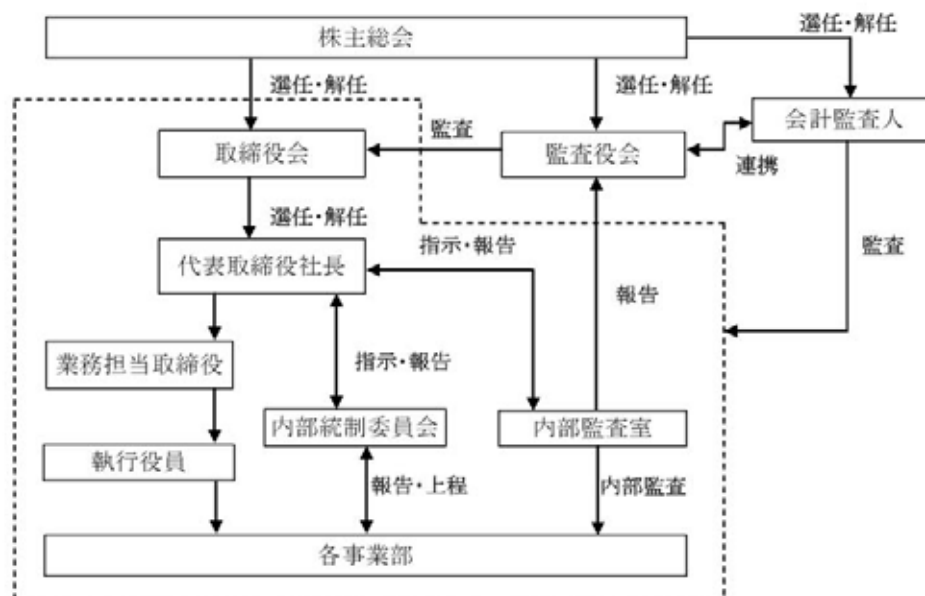 株主総会
選任・解任
選任・解任
選任・解任
会計監査人
取締役会
監査
監査役会
連携
選任・解任
指示・報告
監査
代表取締役社長
報告
業務担当取締役
指示・報告
内部統制委員会
内部監査室
執行役員
報告・上程
内部監査
各事業部